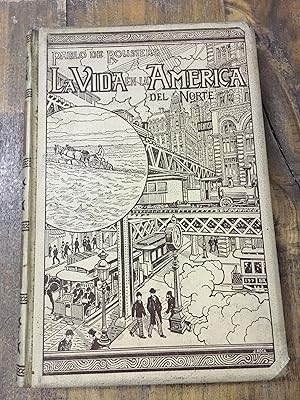 PABLO DE ROUSIERS
LA VIDA EN LA AMERICA
DEL NORTE